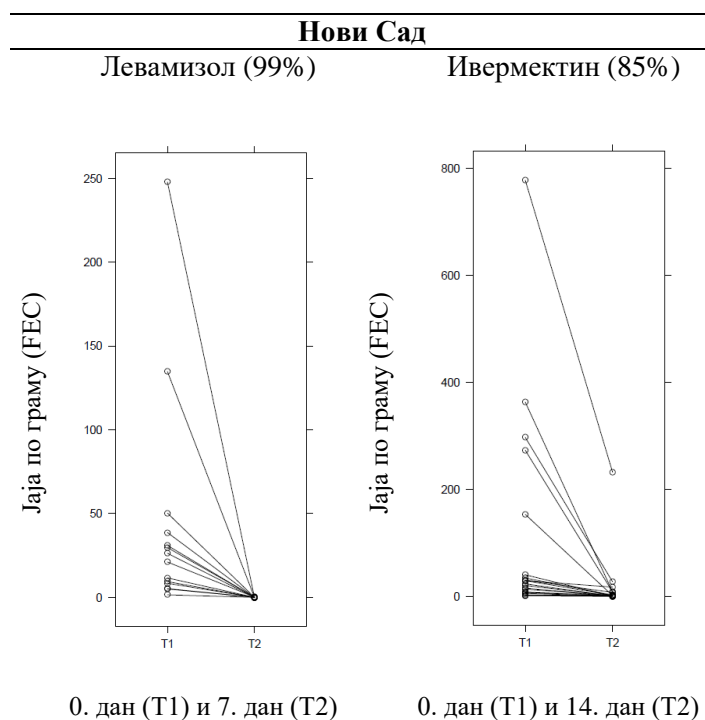 Нови Сад
Левамизол (99%)
Ивермектин (85%)
Јаја по граму (FEC)
250
200
150
100
50
0
T1
T2
Јаја по граму (FEC)
800
600
400
200
0
T1
T2
0. дан (T1) и 7. дан (T2)
0. дан (T1) и 14. дан (T2)